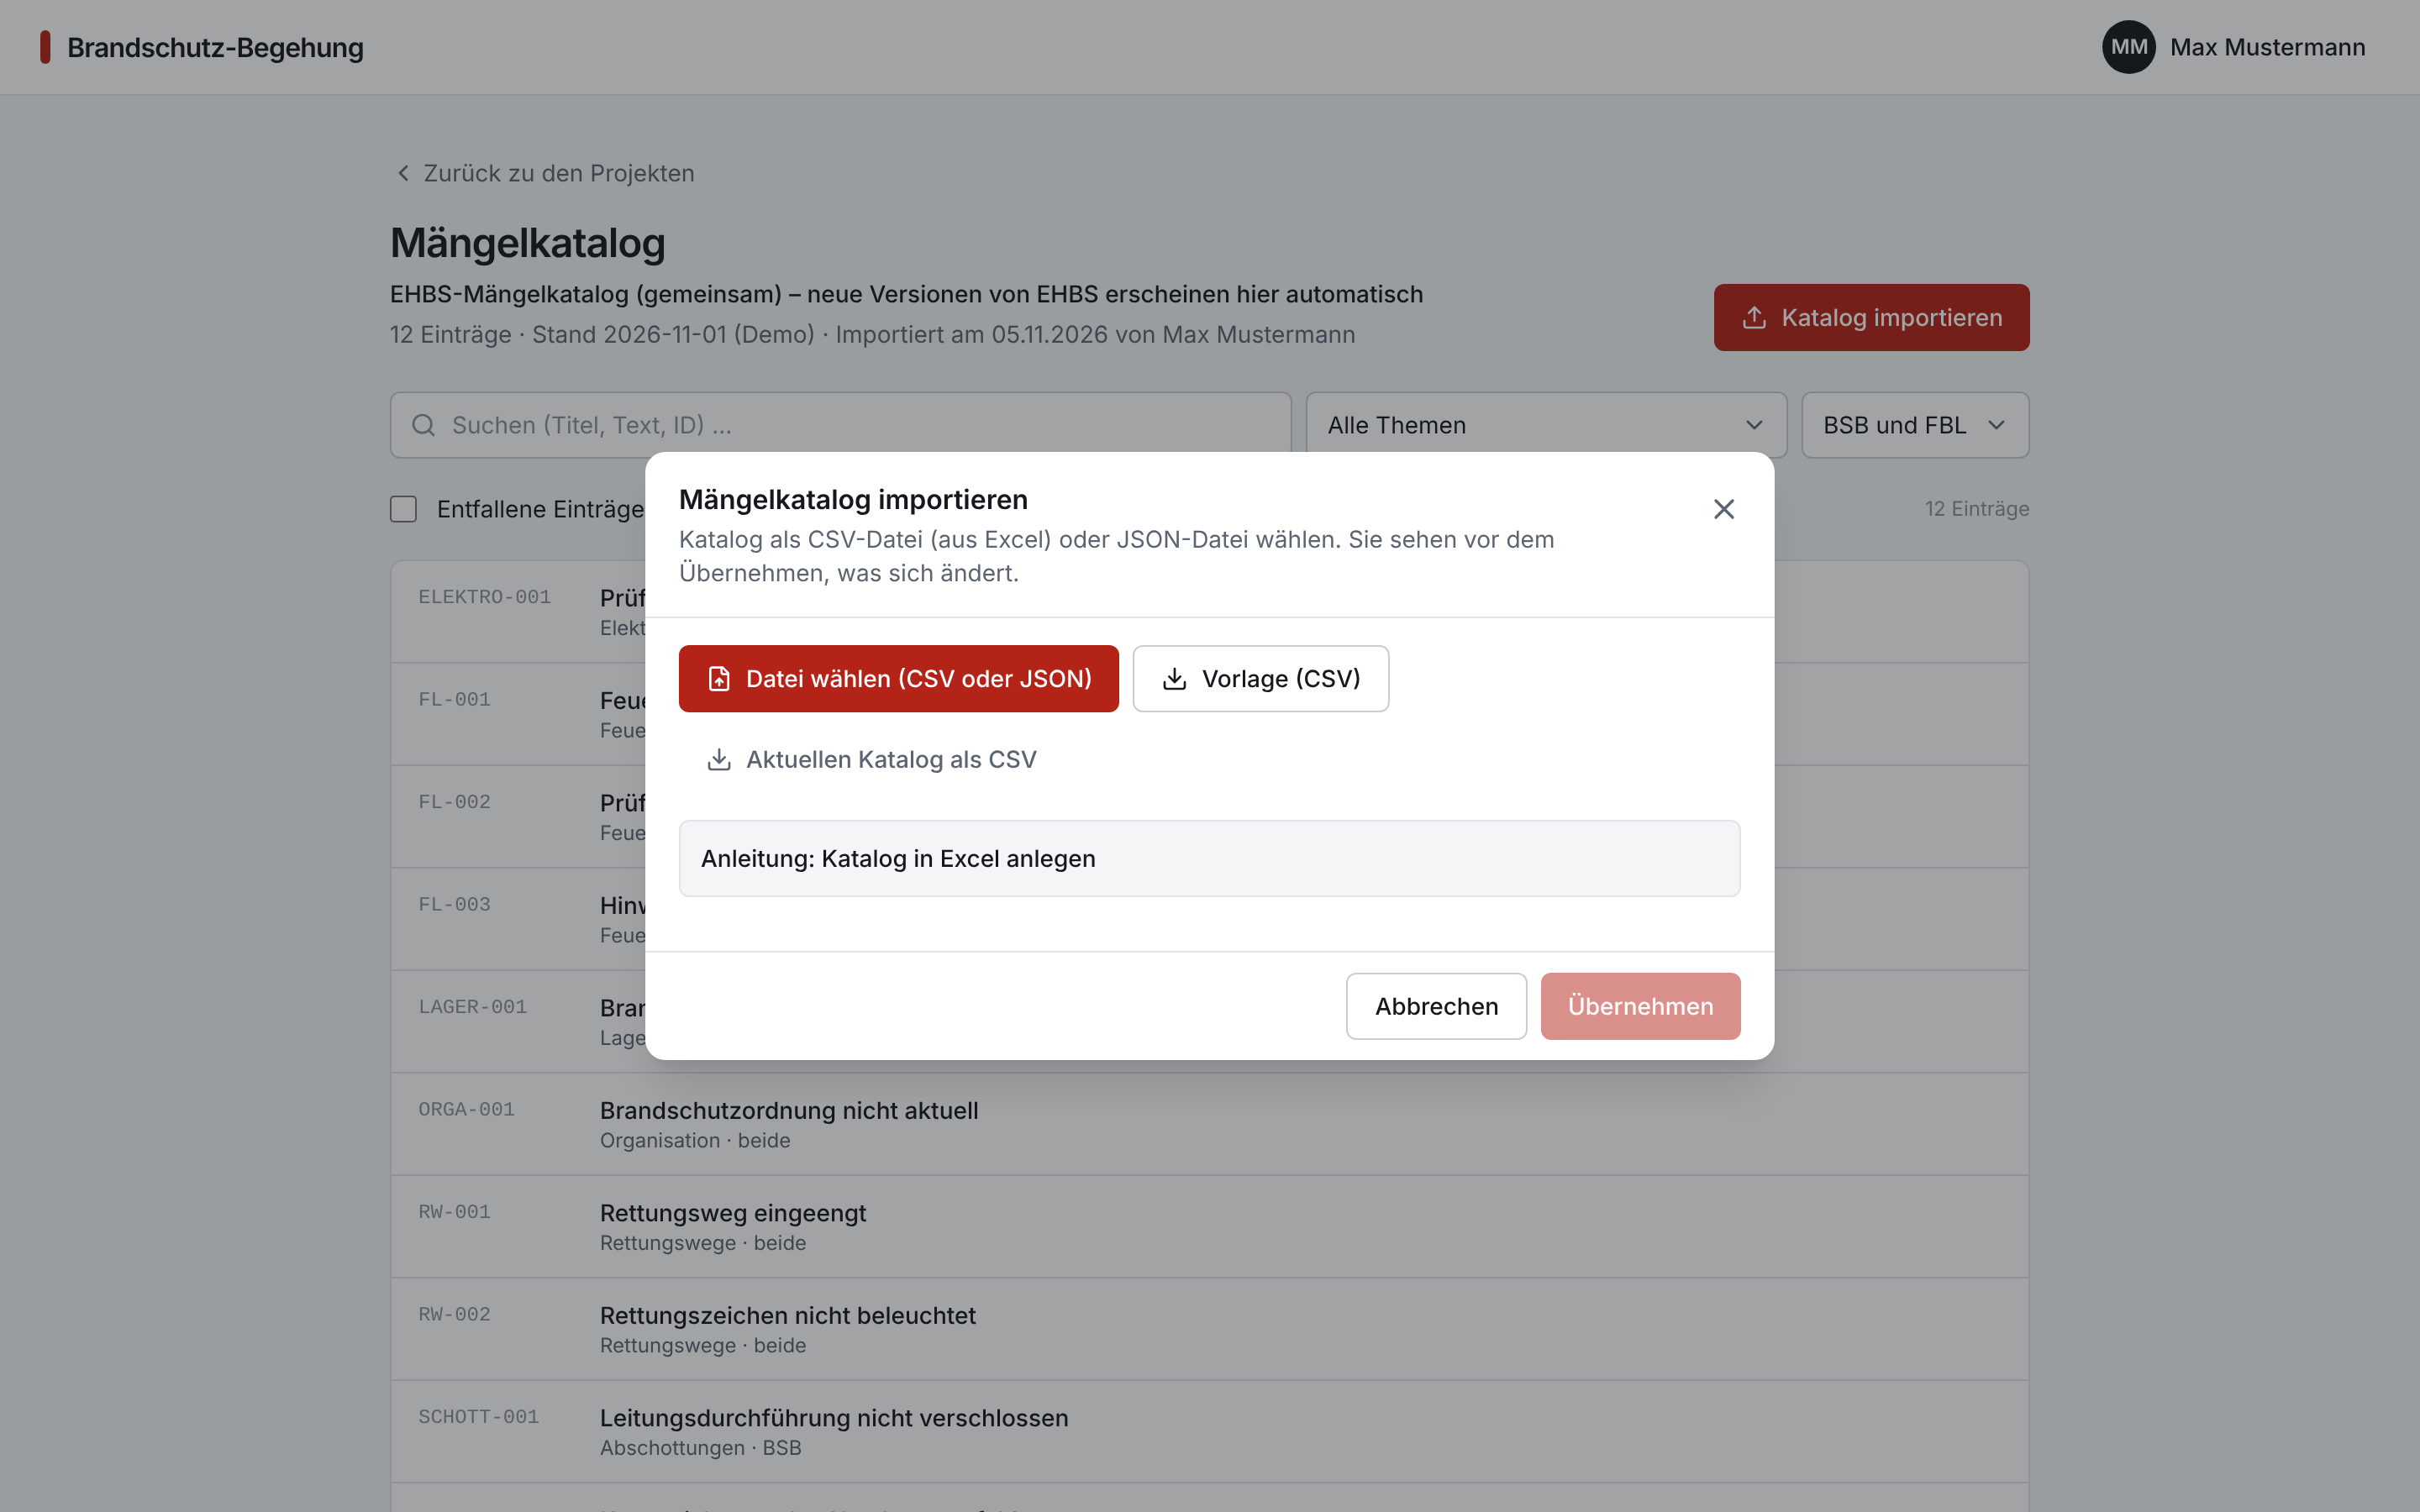 Brandschutz-Begehung
MM Max Mustermann
Zurück zu den Projekten
Mängelkatalog
EHBS-Mängelkatalog (gemeinsam) – neue Versionen von EHBS erscheinen hier automatisch
12 Einträge · Stand 2026-11-01 (Demo) · Importiert am 05.11.2026 von Max Mustermann
Katalog importieren
Suchen (Titel, Text, ID) ...
Alle Themen
BSB und FBL
Entfallene Einträge
12 Einträge
Mängelkatalog importieren
Katalog als CSV-Datei (aus Excel) oder JSON-Datei wählen. Sie sehen vor dem
Übernehmen, was sich ändert.
Datei wählen (CSV oder JSON)
Vorlage (CSV)
Aktuellen Katalog als CSV
Anleitung: Katalog in Excel anlegen
Abbrechen
Übernehmen
ELEKTRO-001
FL-001
FL-002
FL-003
LAGER-001
ORGA-001
Brandschutzordnung nicht aktuell
Organisation · beide
RW-001
Rettungsweg eingeengt
Rettungswege · beide
RW-002
Rettungszeichen nicht beleuchtet
Rettungswege · beide
SCHOTT-001
Leitungsdurchführung nicht verschlossen
Abschottungen · BSB